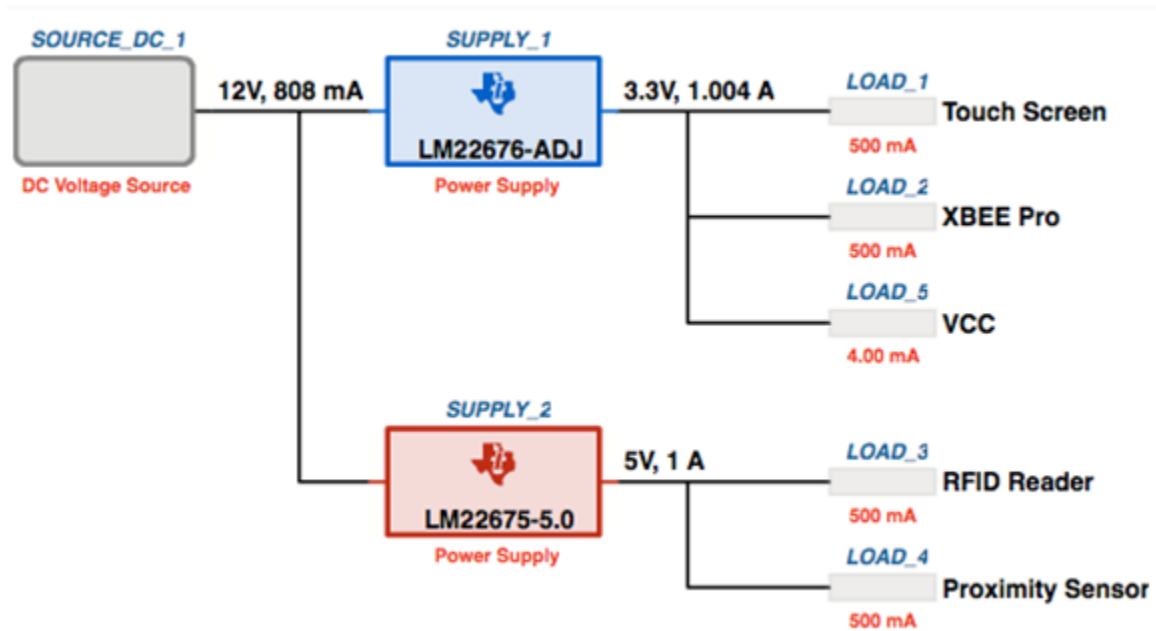 SOURCE_DC_1
DC Voltage Source
12V, 808 mA
SUPPLY_1
LM22676-ADJ
Power Supply
3.3V, 1.004 A
LOAD_1
Touch Screen
500 mA
LOAD_2
XBEE Pro
500 mA
LOAD_5
VCC
4.00 mA
SUPPLY_2
LM22675-5.0
Power Supply
5V, 1 A
LOAD_3
RFID Reader
500 mA
LOAD_4
Proximity Sensor
500 mA